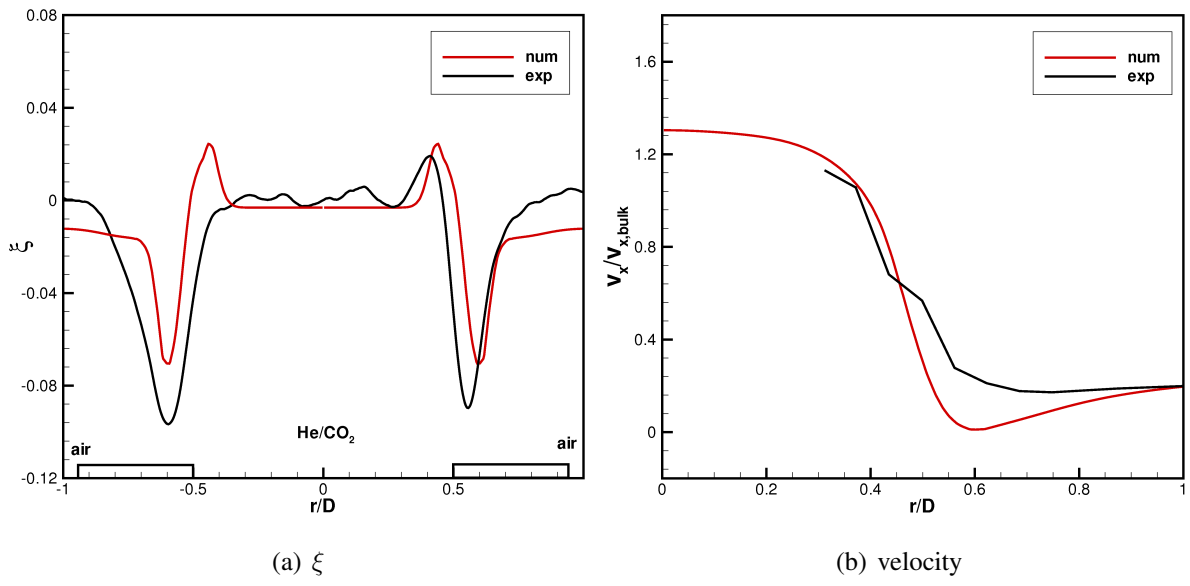 0.08
0.04
0
-0.04
-0.08
-0.12
ξ
num
exp
air
He/CO₂
air
-1
-0.5
0
0.5
r/D
(a) ξ
1.6
1.2
0.8
0.4
0
vₓ/vₓ,bulk
num
exp
0
0.2
0.4
0.6
0.8
1
r/D
(b) velocity